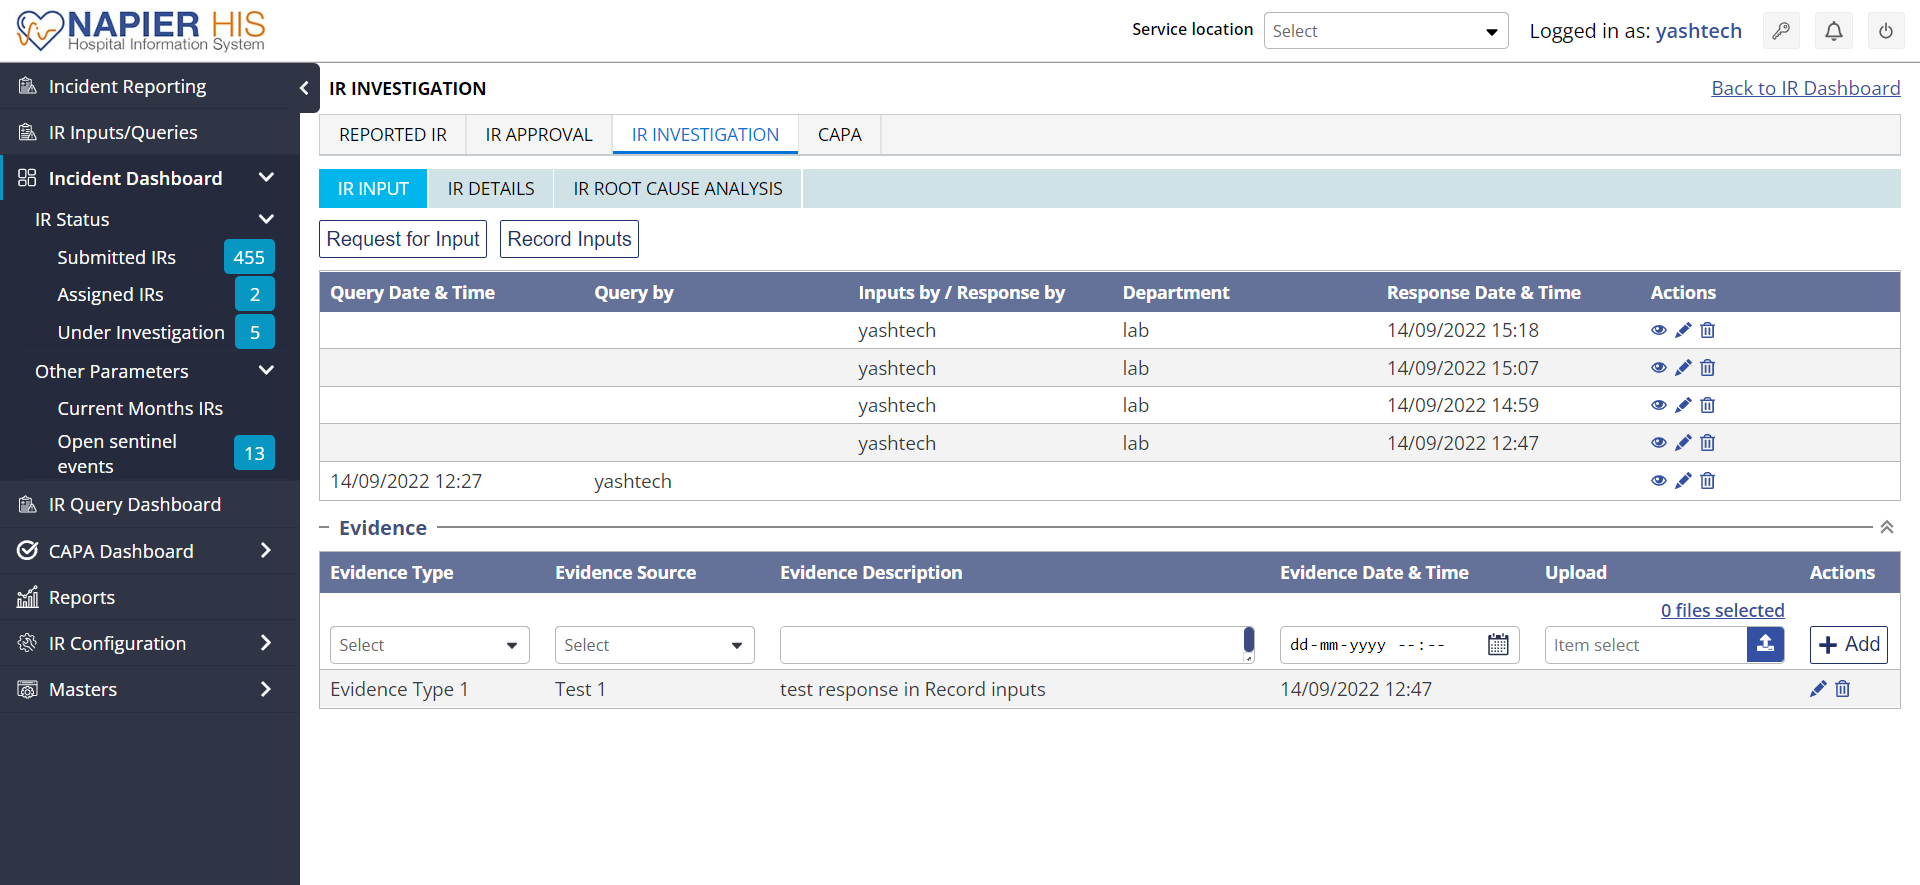 NAPIER HIS
Hospital Information System
Service location
Select
Logged in as: yashtech
Incident Reporting
IR Inputs/Queries
Incident Dashboard
IR Status
Submitted IRs 455
Assigned IRs 2
Under Investigation 5
Other Parameters
Current Months IRs
Open sentinel
events
13
IR Query Dashboard
CAPA Dashboard
Reports
IR Configuration
Masters
IR INVESTIGATION
Back to IR Dashboard
REPORTED IR IR APPROVAL IR INVESTIGATION CAPA
IR INPUT IR DETAILS IR ROOT CAUSE ANALYSIS
Request for Input Record Inputs
Query Date & Time Query by Inputs by / Response by Department Response Date & Time Actions
yashtech lab 14/09/2022 15:18
yashtech lab 14/09/2022 15:07
yashtech lab 14/09/2022 14:59
yashtech lab 14/09/2022 12:47
14/09/2022 12:27 yashtech
Evidence
Evidence Type Evidence Source Evidence Description Evidence Date & Time Upload Actions
0 files selected
Select Select dd-mm-yyyy --:-- Item select Add
Evidence Type 1 Test 1 test response in Record inputs 14/09/2022 12:47